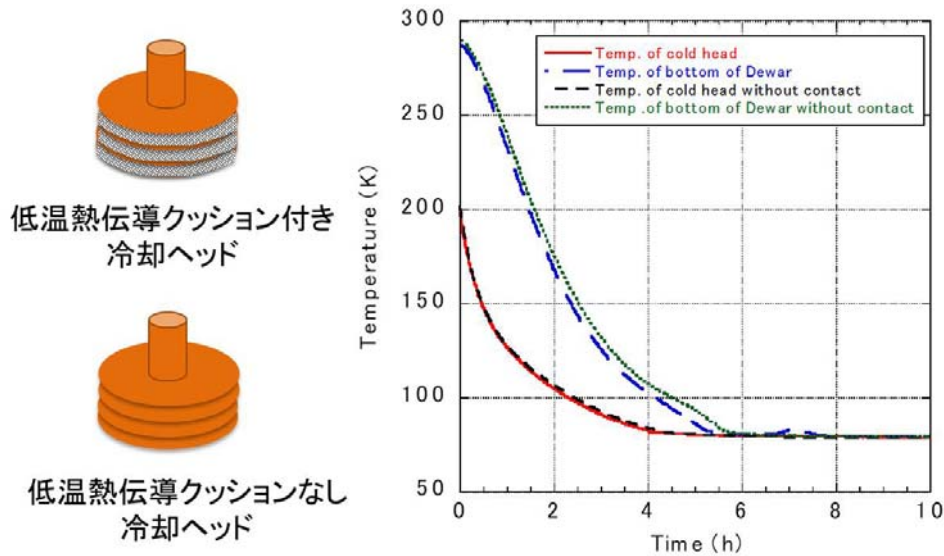 低温熱伝導クッション付き
冷却ヘッド
低温熱伝導クッションなし
冷却ヘッド
Temperature (K)
300
250
200
150
100
50
Temp. of cold head
Temp. of bottom of Dewar
Temp. of cold head without contact
Temp .of bottom of Dewar without contact
0 2 4 6 8 10
Time (h)